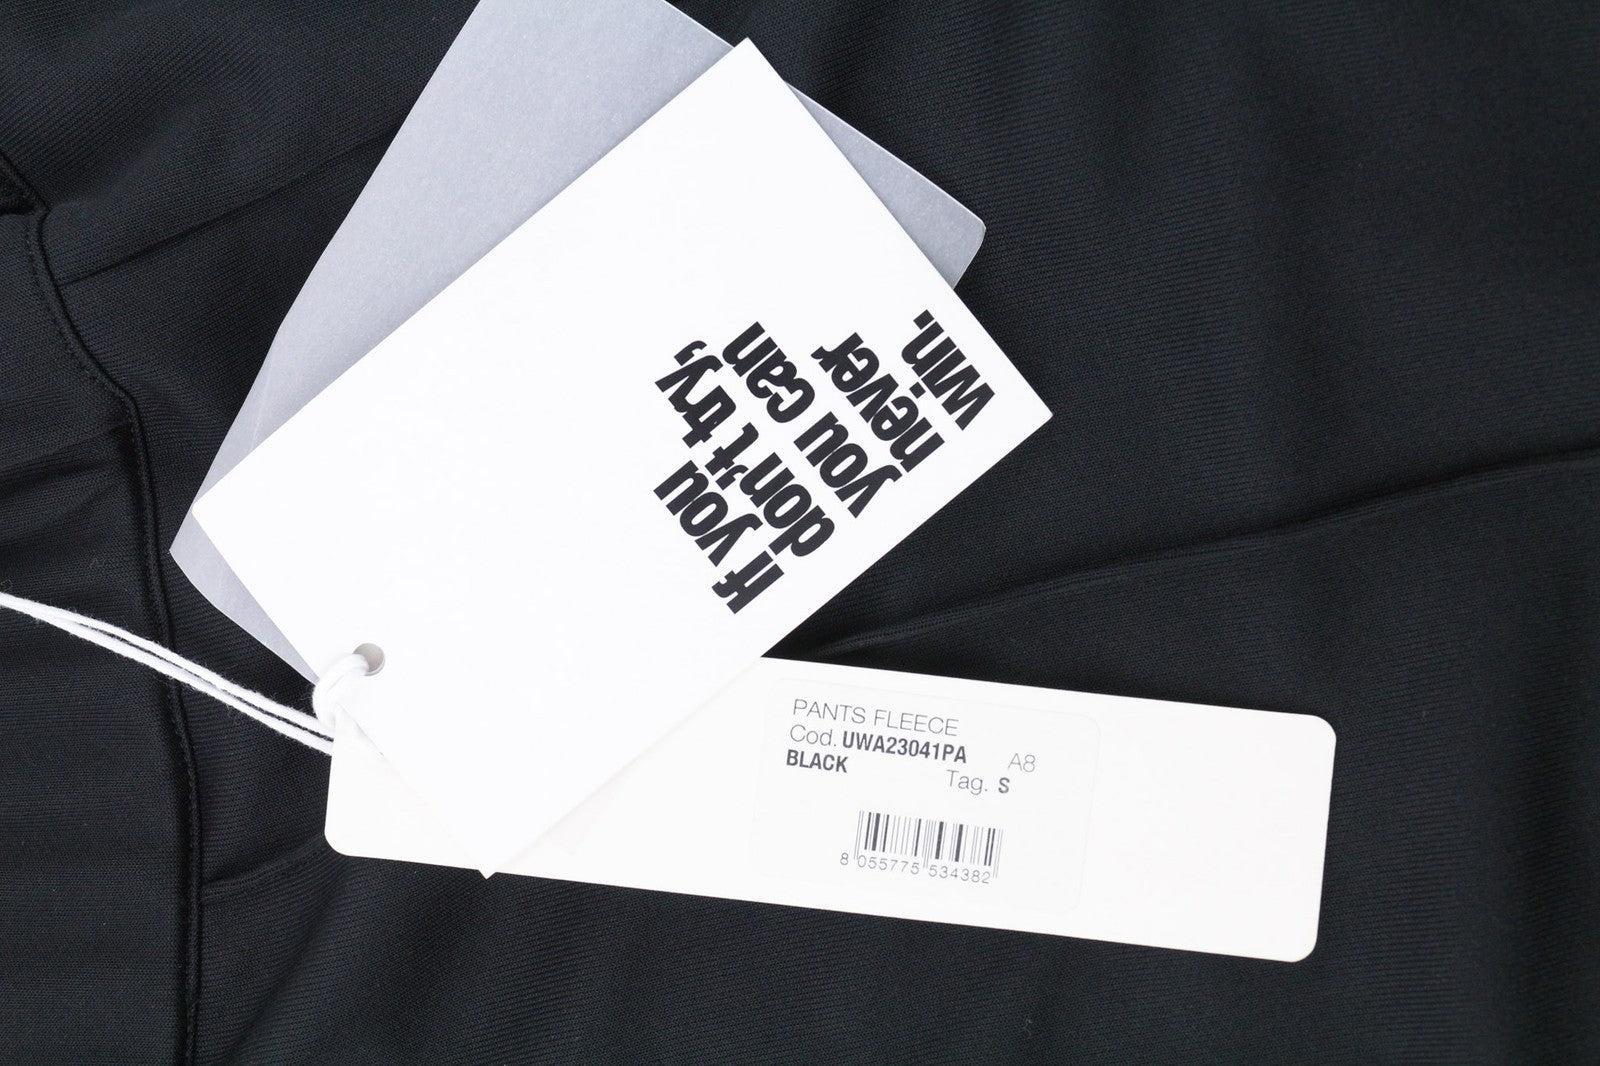 If you
don't try,
you can
never
win.
PANTS FLEECE
Cod. UWA23041PA A8
BLACK Tag. S
8 055775 534382